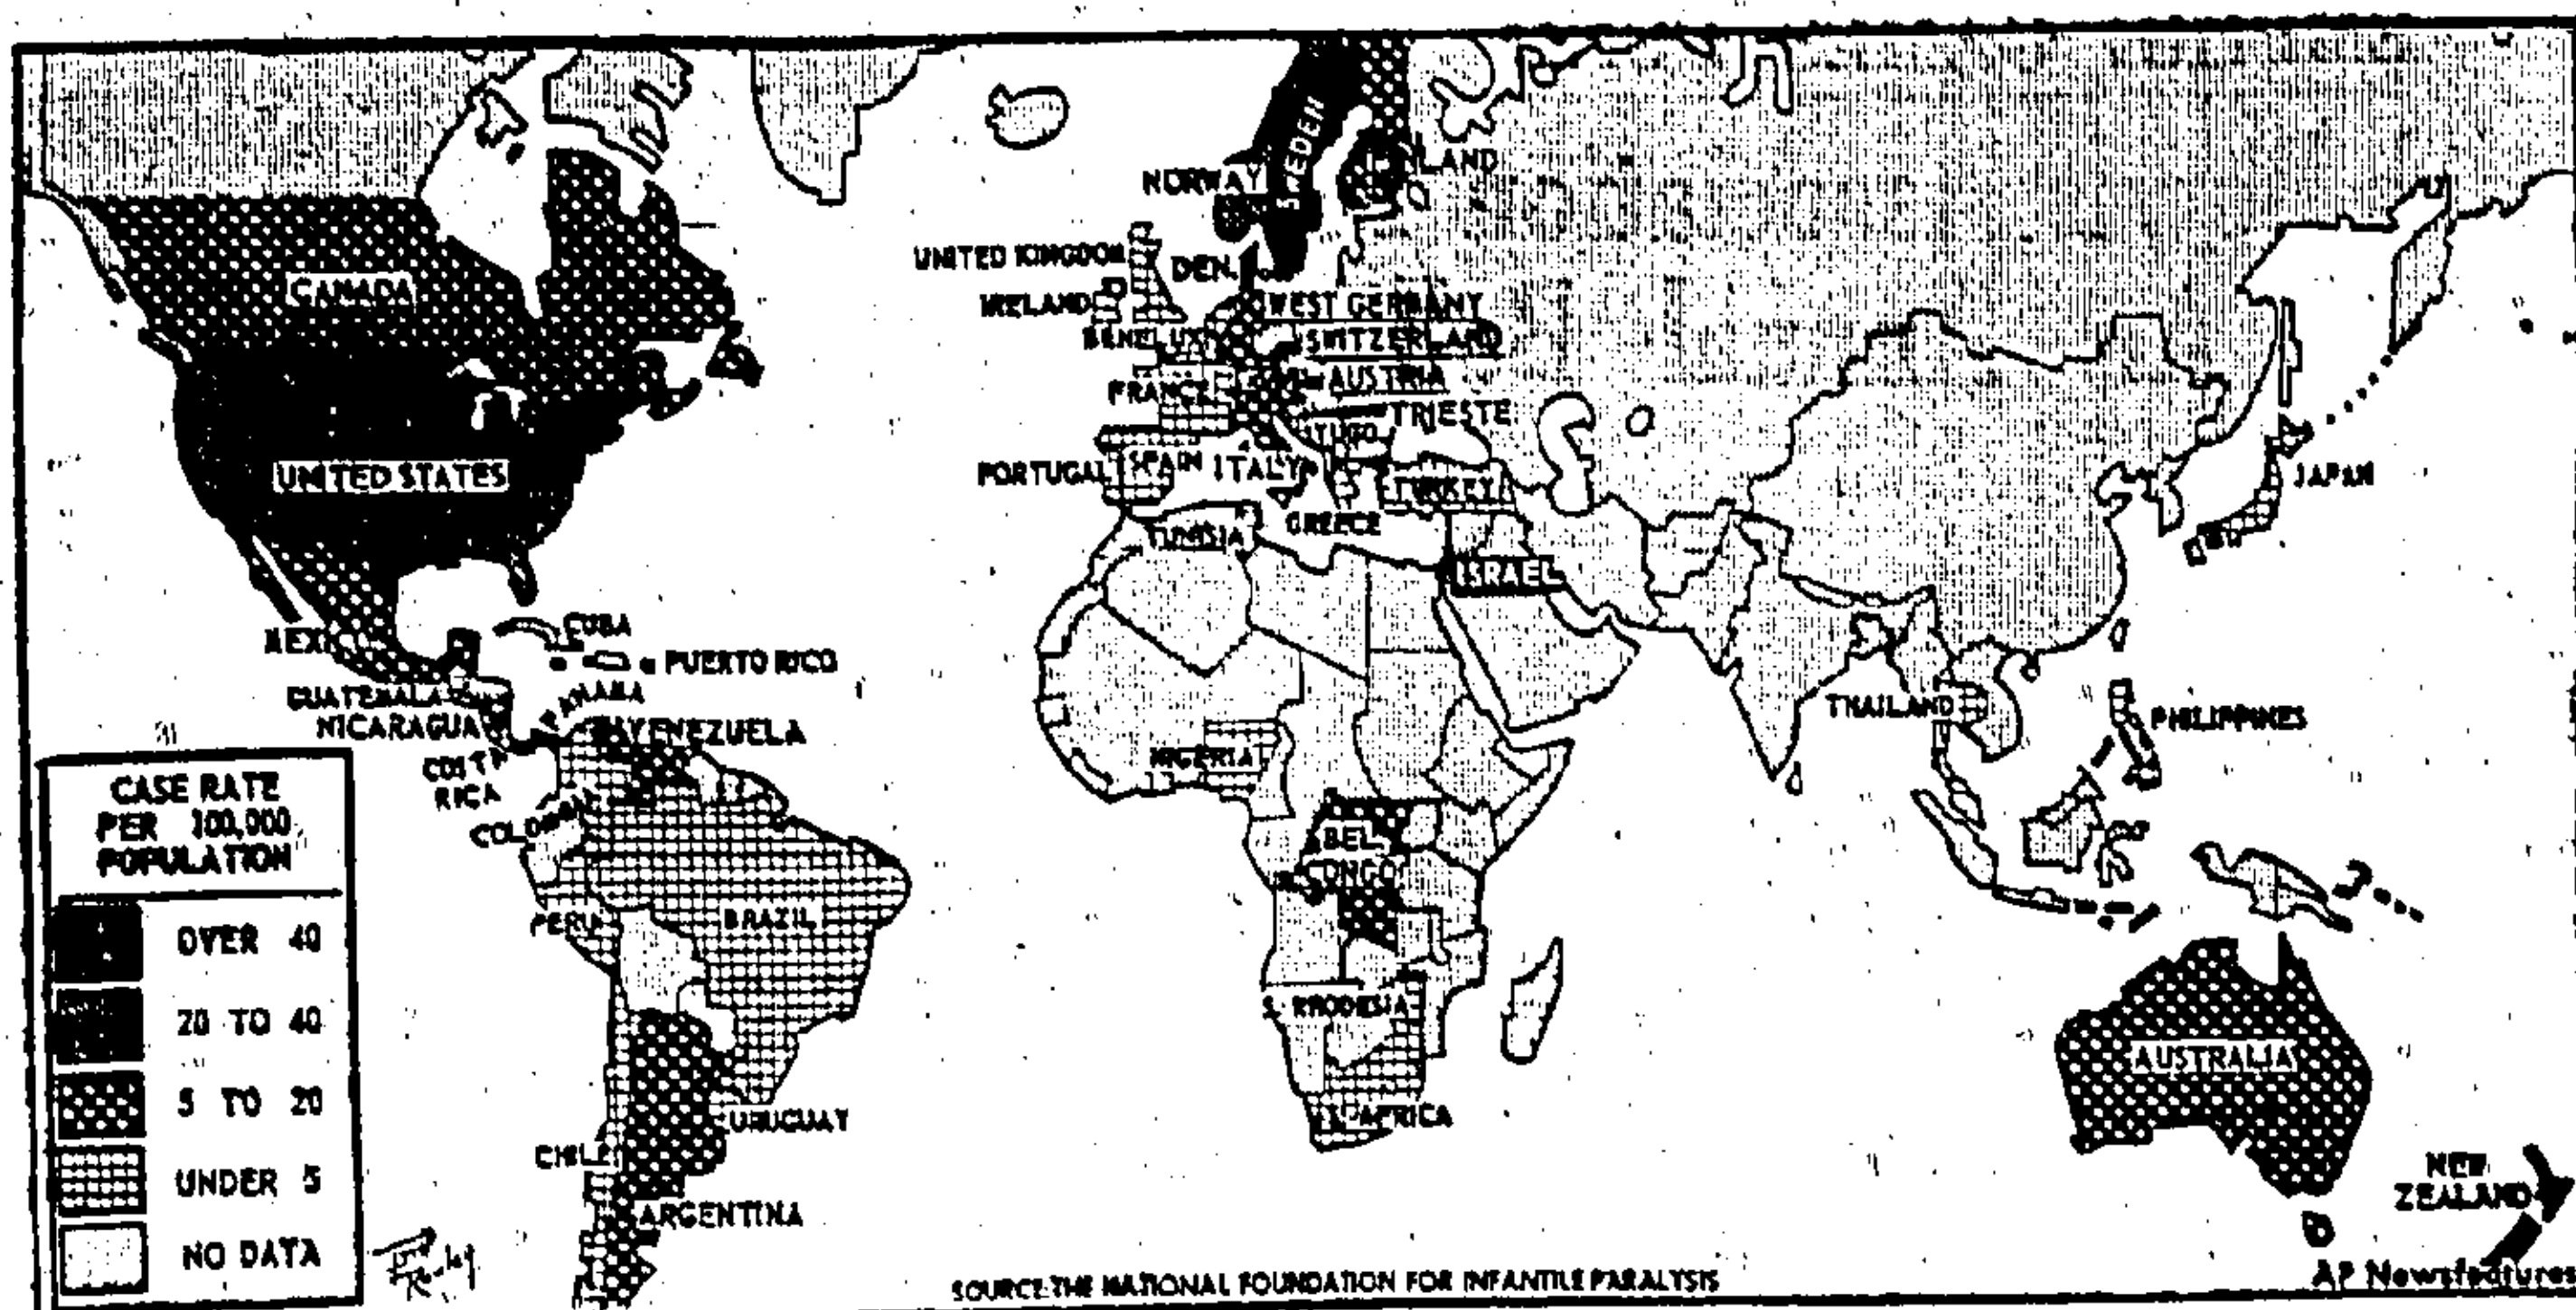 SWEDEN
NORWAY
UNITED KINGDOM
DEN.
IRELAND
WEST GERMANY
BENELUX
SWITZERLAND
FRANCE
AUSTRIA
TRIESTE
YUGO
PORTUGAL
SPAIN
ITALY
TURKEY
GREECE
TUNISIA
ISRAEL
JAPAN
CANADA
UNITED STATES
CUBA
PUERTO RICO
GUATEMALA
PANAMA
NICARAGUA
VENEZUELA
COSTA
RICA
THAILAND
PHILIPPINES
NIGERIA
BEL.
CONGO
PERU
BRAZIL
S. RHODESIA
AUSTRALIA
URUGUAY
S. AFRICA
CHILE
ARGENTINA
NEW
ZEALAND
CASE RATE
PER 100,000
POPULATION
OVER 40
20 TO 40
5 TO 20
UNDER 5
NO DATA
SOURCE-THE NATIONAL FOUNDATION FOR INFANTILE PARALYSIS
AP Newsfeatures